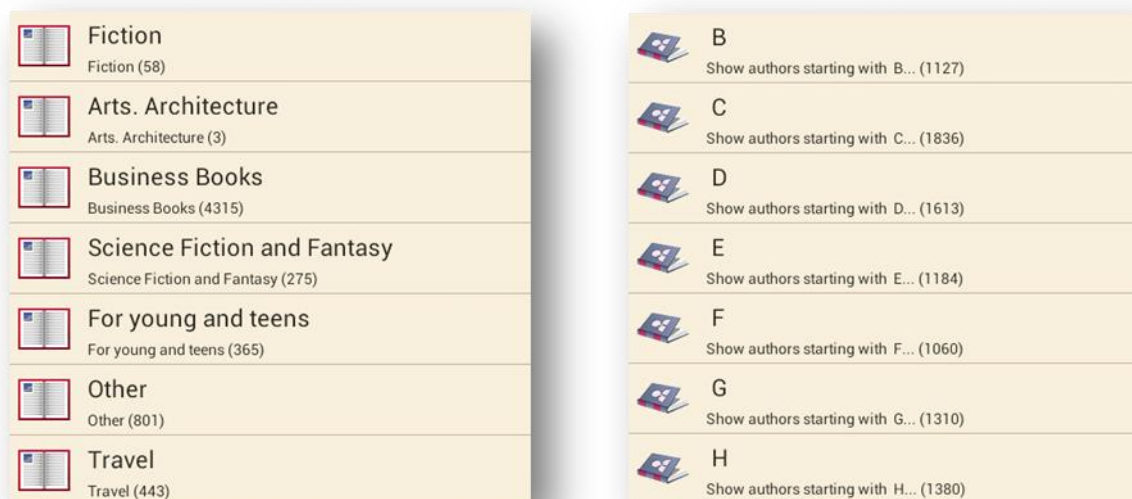 Fiction
Fiction (58)
Arts. Architecture
Arts. Architecture (3)
Business Books
Business Books (4315)
Science Fiction and Fantasy
Science Fiction and Fantasy (275)
For young and teens
For young and teens (365)
Other
Other (801)
Travel
Travel (443)
B
Show authors starting with B... (1127)
C
Show authors starting with C... (1836)
D
Show authors starting with D... (1613)
E
Show authors starting with E... (1184)
F
Show authors starting with F... (1060)
G
Show authors starting with G... (1310)
H
Show authors starting with H... (1380)